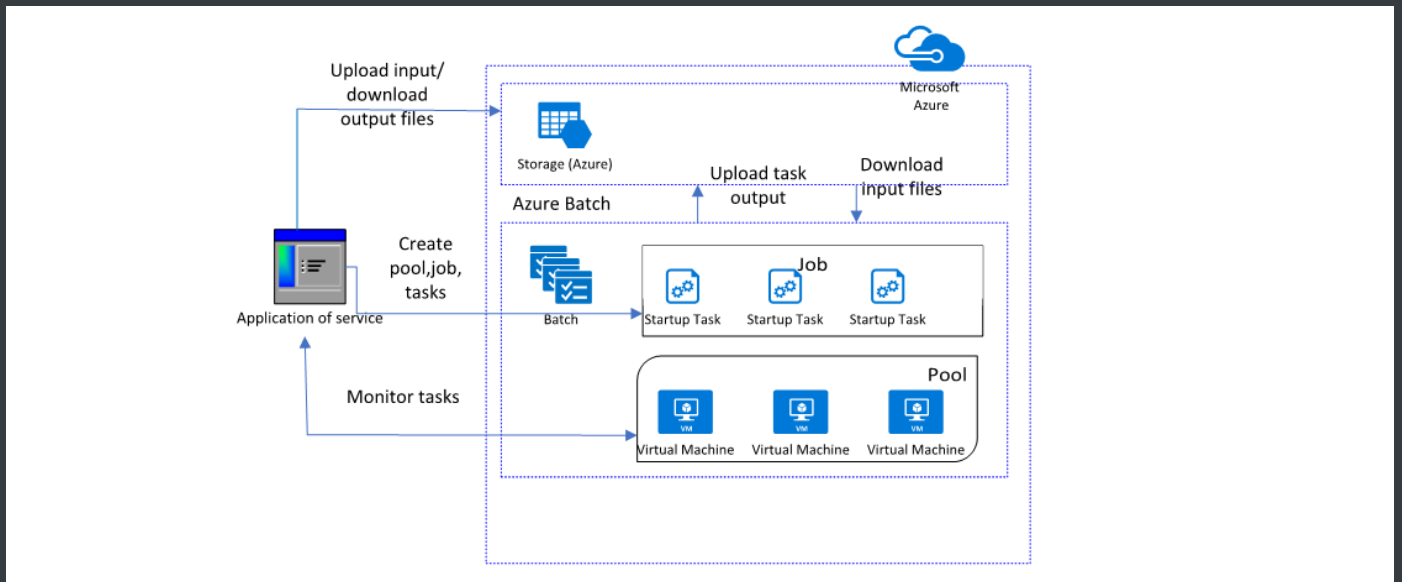 Microsoft
Azure
Upload input/
download
output files
Storage (Azure)
Upload task
output
Download
input files
Azure Batch
Create
pool,job,
tasks
Job
Application of service
Batch
Startup Task
Startup Task
Startup Task
Monitor tasks
Pool
VM
VM
VM
Virtual Machine
Virtual Machine
Virtual Machine